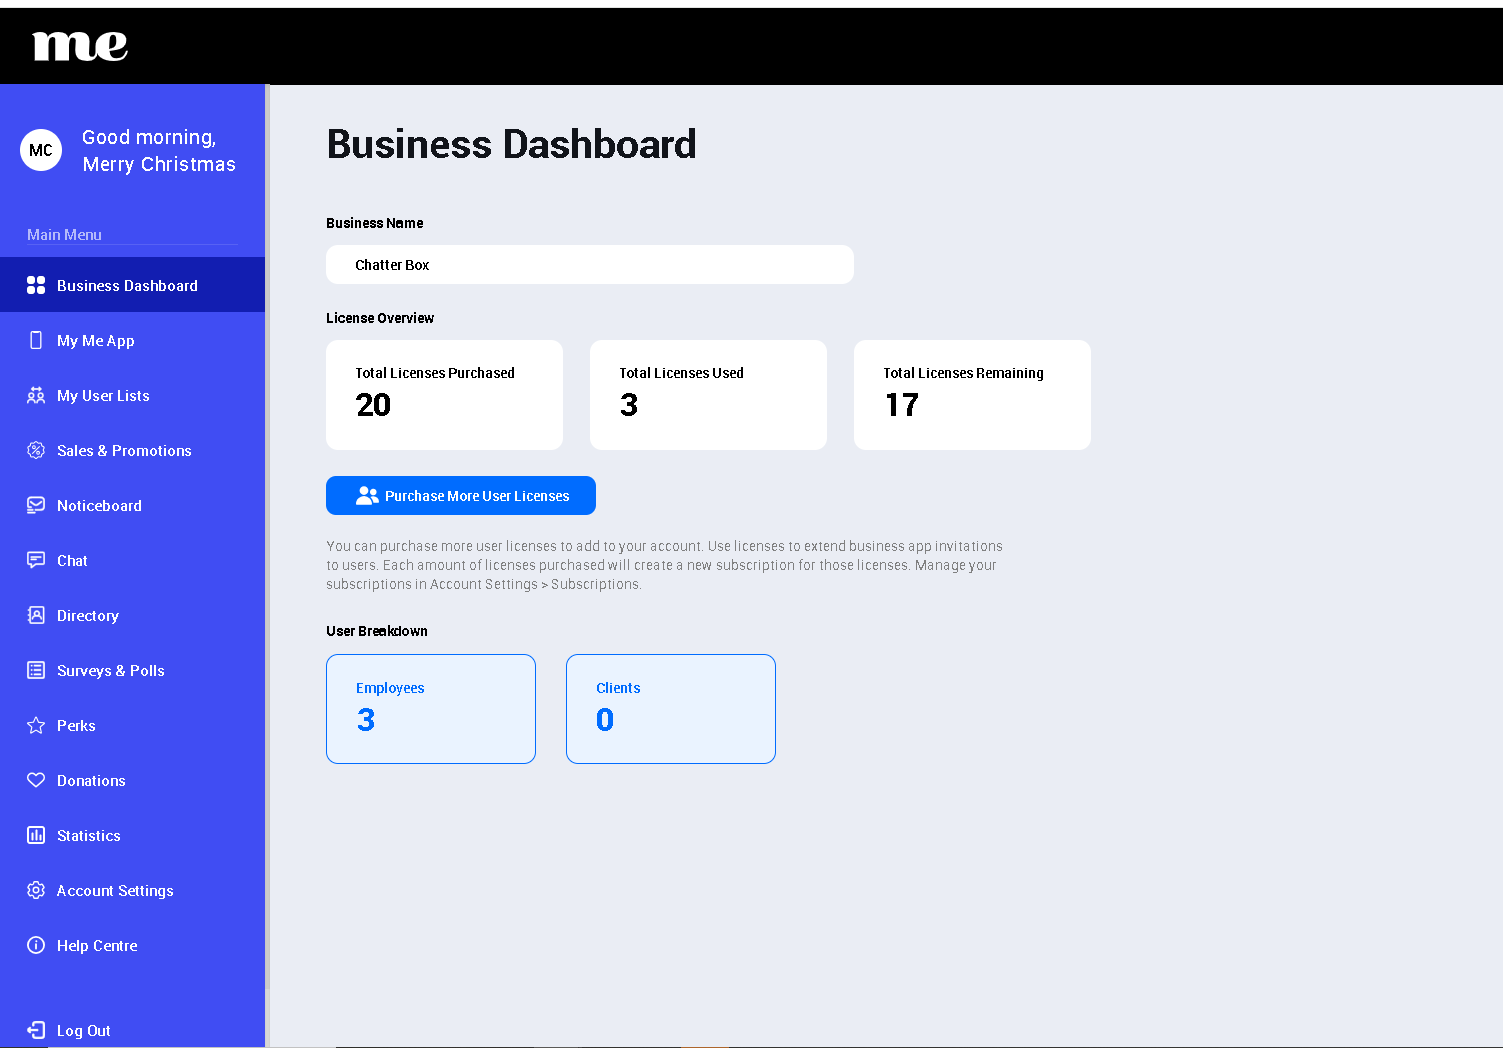 me
MC
Good morning,
Merry Christmas
Main Menu
Business Dashboard
My Me App
My User Lists
Sales & Promotions
Noticeboard
Chat
Directory
Surveys & Polls
Perks
Donations
Statistics
Account Settings
Help Centre
Log Out
Business Dashboard
Business Name
Chatter Box
License Overview
Total Licenses Purchased
20
Total Licenses Used
3
Total Licenses Remaining
17
Purchase More User Licenses
You can purchase more user licenses to add to your account. Use licenses to extend business app invitations
to users. Each amount of licenses purchased will create a new subscription for those licenses. Manage your
subscriptions in Account Settings > Subscriptions.
User Breakdown
Employees
3
Clients
0